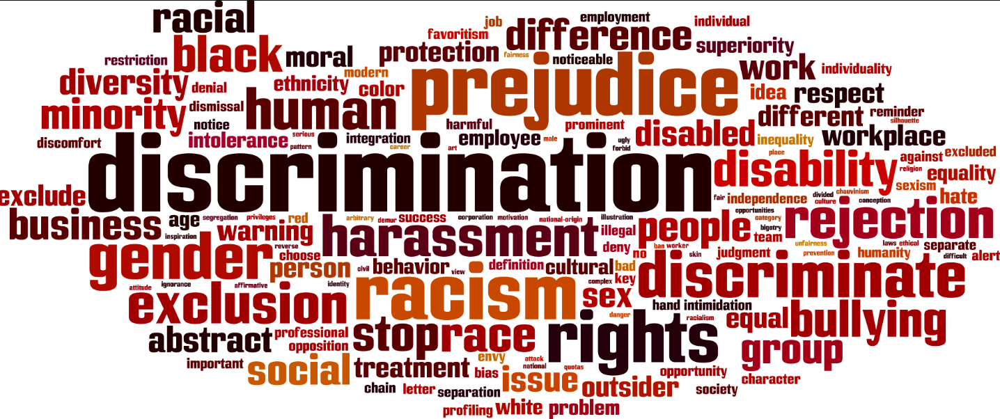 racial
job
employment
individual
favoritism
difference
restriction
black
moral
protection
fairness
noticeable
superiority
diversity
denial
modern
ethnicity
color
prejudice
work
individuality
idea
respect
minority
dismissal
human
different
reminder
silhouette
notice
harmful
prominent
disabled
inequality
workplace
discomfort
intolerance
serious
pattern
integration
career
art
employee
male
ugly
forbid
place
against
excluded
discrimination
disability
religion
equality
sexism
exclude
fair
independence
divided
culture
chauvinism
conception
hate
business
age
segregation
inspiration
privileges
red
warning
arbitrary
demur
success
corporation
motivation
national-origin
illustration
opportunities
category
bigotry
rejection
harassment
illegal
people
team
gender
reverse
choose
deny
no
ban worker
skin
judgment
unfairness
prevention
laws
ethical
humanity
separate
difficult
alert
person
civil
behavior
view
definition
cultural
bad
key
complex
discriminate
attitude
ignorance
affirmative
identity
exclusion
racism
sex
hand
intimidation
danger
racialism
equal
bullying
abstract
professional
opposition
stop
race
rights
group
important
social
treatment
envy
bias
attack
national
quotas
issue
outsider
opportunity
character
society
chain
letter
separation
profiling
white
problem